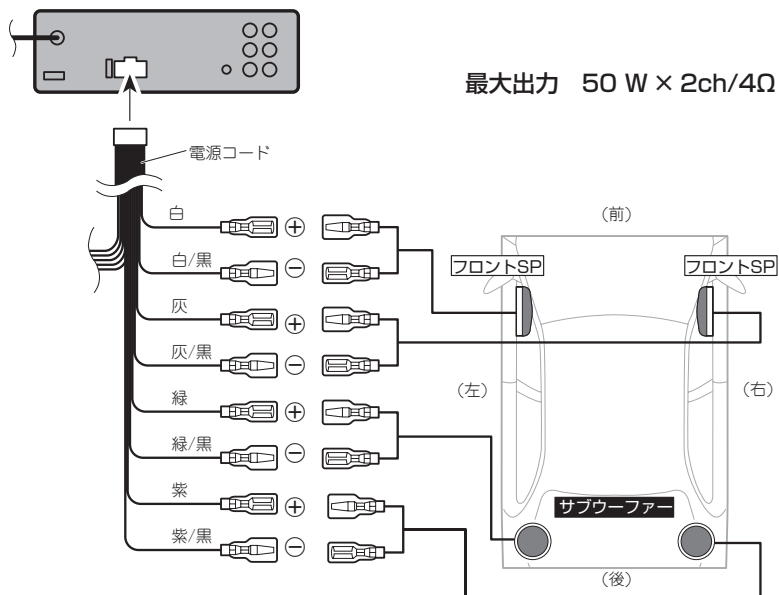 最大出力 50 W × 2ch/4Ω
電源コード
白
⊕
白/黒
⊖
灰
⊕
灰/黒
⊖
緑
⊕
緑/黒
⊖
紫
⊕
紫/黒
⊖
(前)
フロントSP
フロントSP
(左)
(右)
サブウーファー
(後)